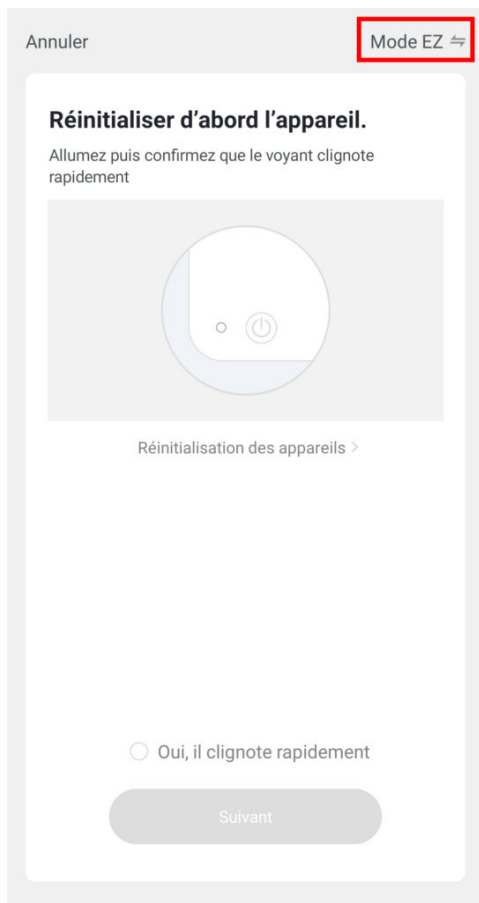 Annuler
Mode EZ
Réinitialiser d’abord l’appareil.
Allumez puis confirmez que le voyant clignote
rapidement
Réinitialisation des appareils >
Oui, il clignote rapidement
Suivant